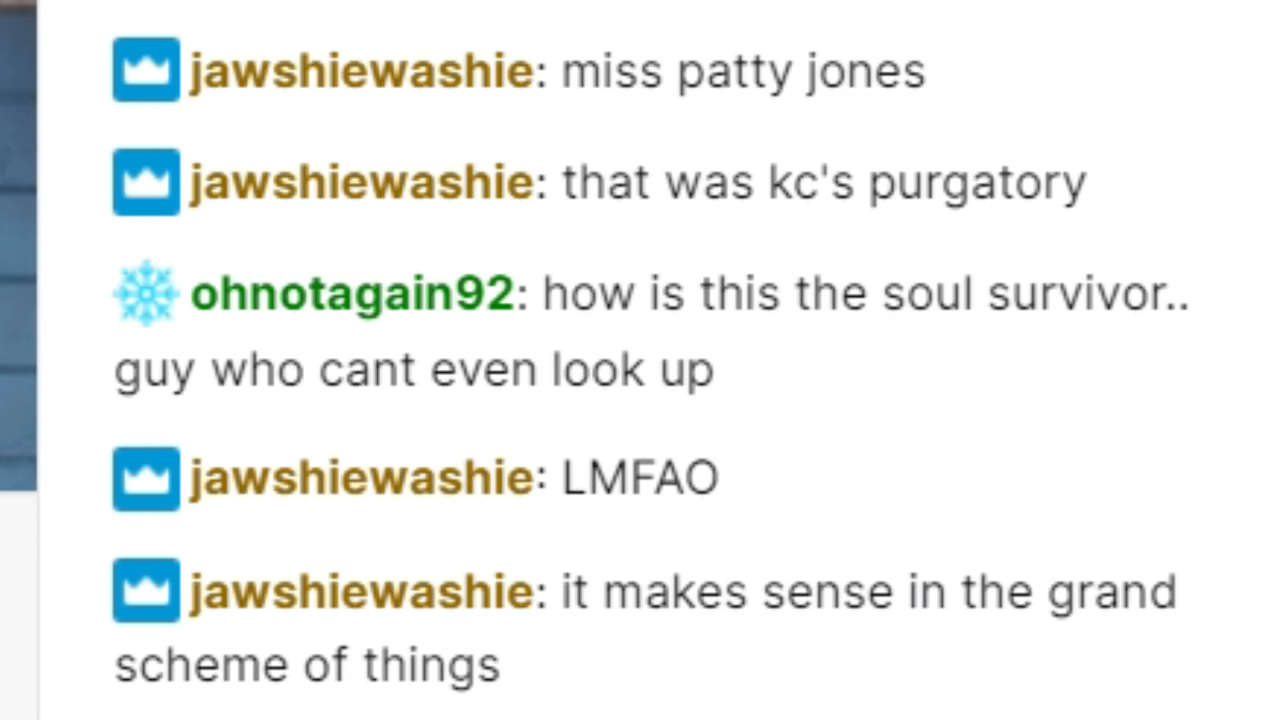 jawshiewashie: miss patty jones
jawshiewashie: that was kc's purgatory
ohnotagain92: how is this the soul survivor..
guy who cant even look up
jawshiewashie: LMFAO
jawshiewashie: it makes sense in the grand
scheme of things